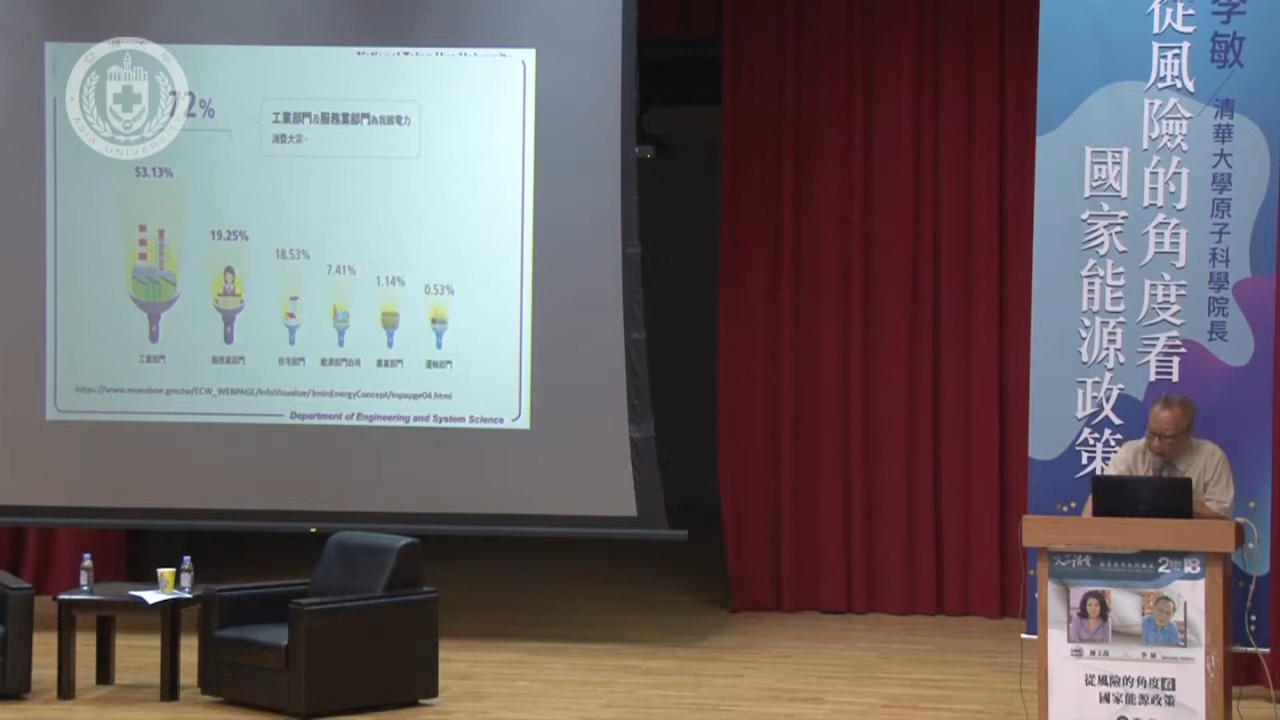 ASIA UNIVERSITY
72%
工業部門及服務業部門為我國電力
消費大宗。
53.13%
19.25%
18.53%
7.41%
1.14%
0.53%
工業部門
服務業部門
住宅部門
能源部門自用
農業部門
運輸部門
https://www.moeaboe.gov.tw/ECW_WEBPAGE/InfoVisualize/3minEnergyConcept/inpapge04.html
Department of Engineering and System Science
李敏
清華大學原子科學院長
從風險的角度看
國家能源政策
2018
從風險的角度看
國家能源政策